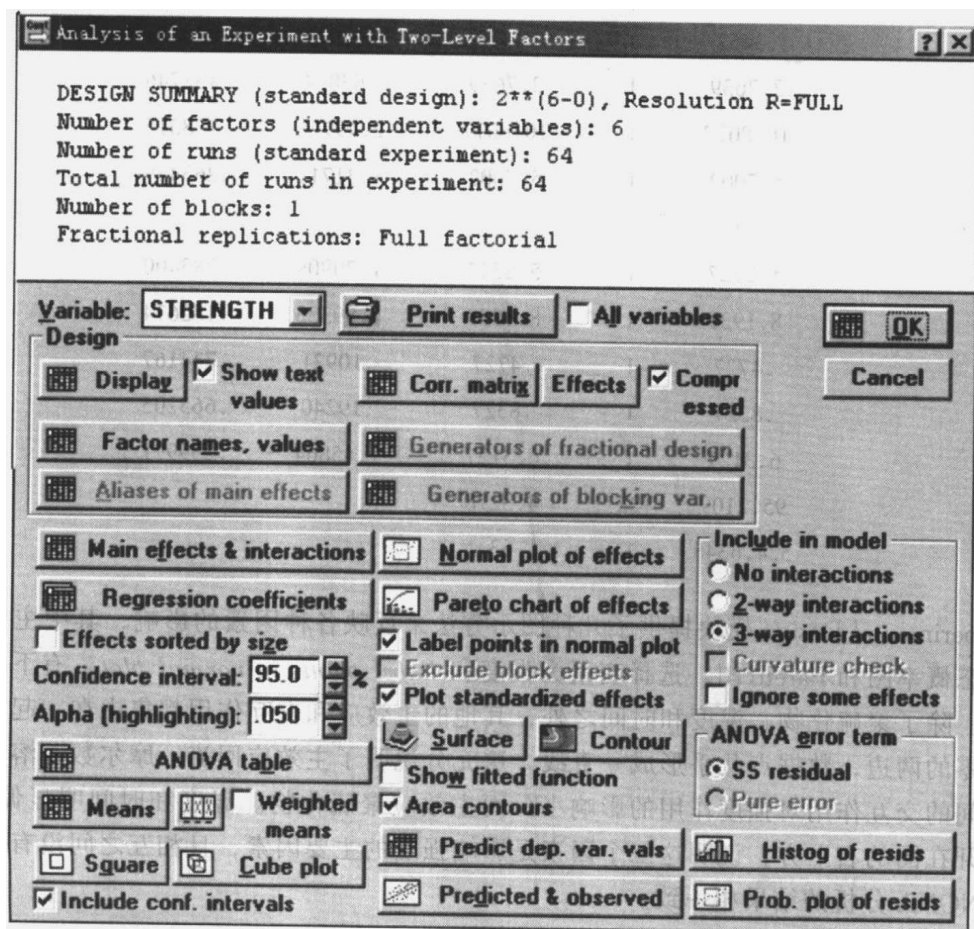 Analysis of an Experiment with Two-Level Factors
DESIGN SUMMARY (standard design): 2**(6-0), Resolution R=FULL
Number of factors (independent variables): 6
Number of runs (standard experiment): 64
Total number of runs in experiment: 64
Number of blocks: 1
Fractional replications: Full factorial
Variable: STRENGTH Print results All variables
OK
Cancel
Design
Display Show text values
Corr. matrix Effects Compressed
Factor names, values Generators of fractional design
Aliases of main effects Generators of blocking var.
Main effects & interactions Normal plot of effects
Regression coefficients Pareto chart of effects
Effects sorted by size Label points in normal plot
Confidence interval: 95.0 % Exclude block effects
Alpha (highlighting): .050 Plot standardized effects
Include in model
No interactions
2-way interactions
3-way interactions
Curvature check
Ignore some effects
ANOVA table Surface Contour
Show fitted function
Means Weighted means Area contours
ANOVA error term
SS residual
Pure error
Square Cube plot Predict dep. var. vals Histog of resids
Include conf. intervals Predicted & observed Prob. plot of resids